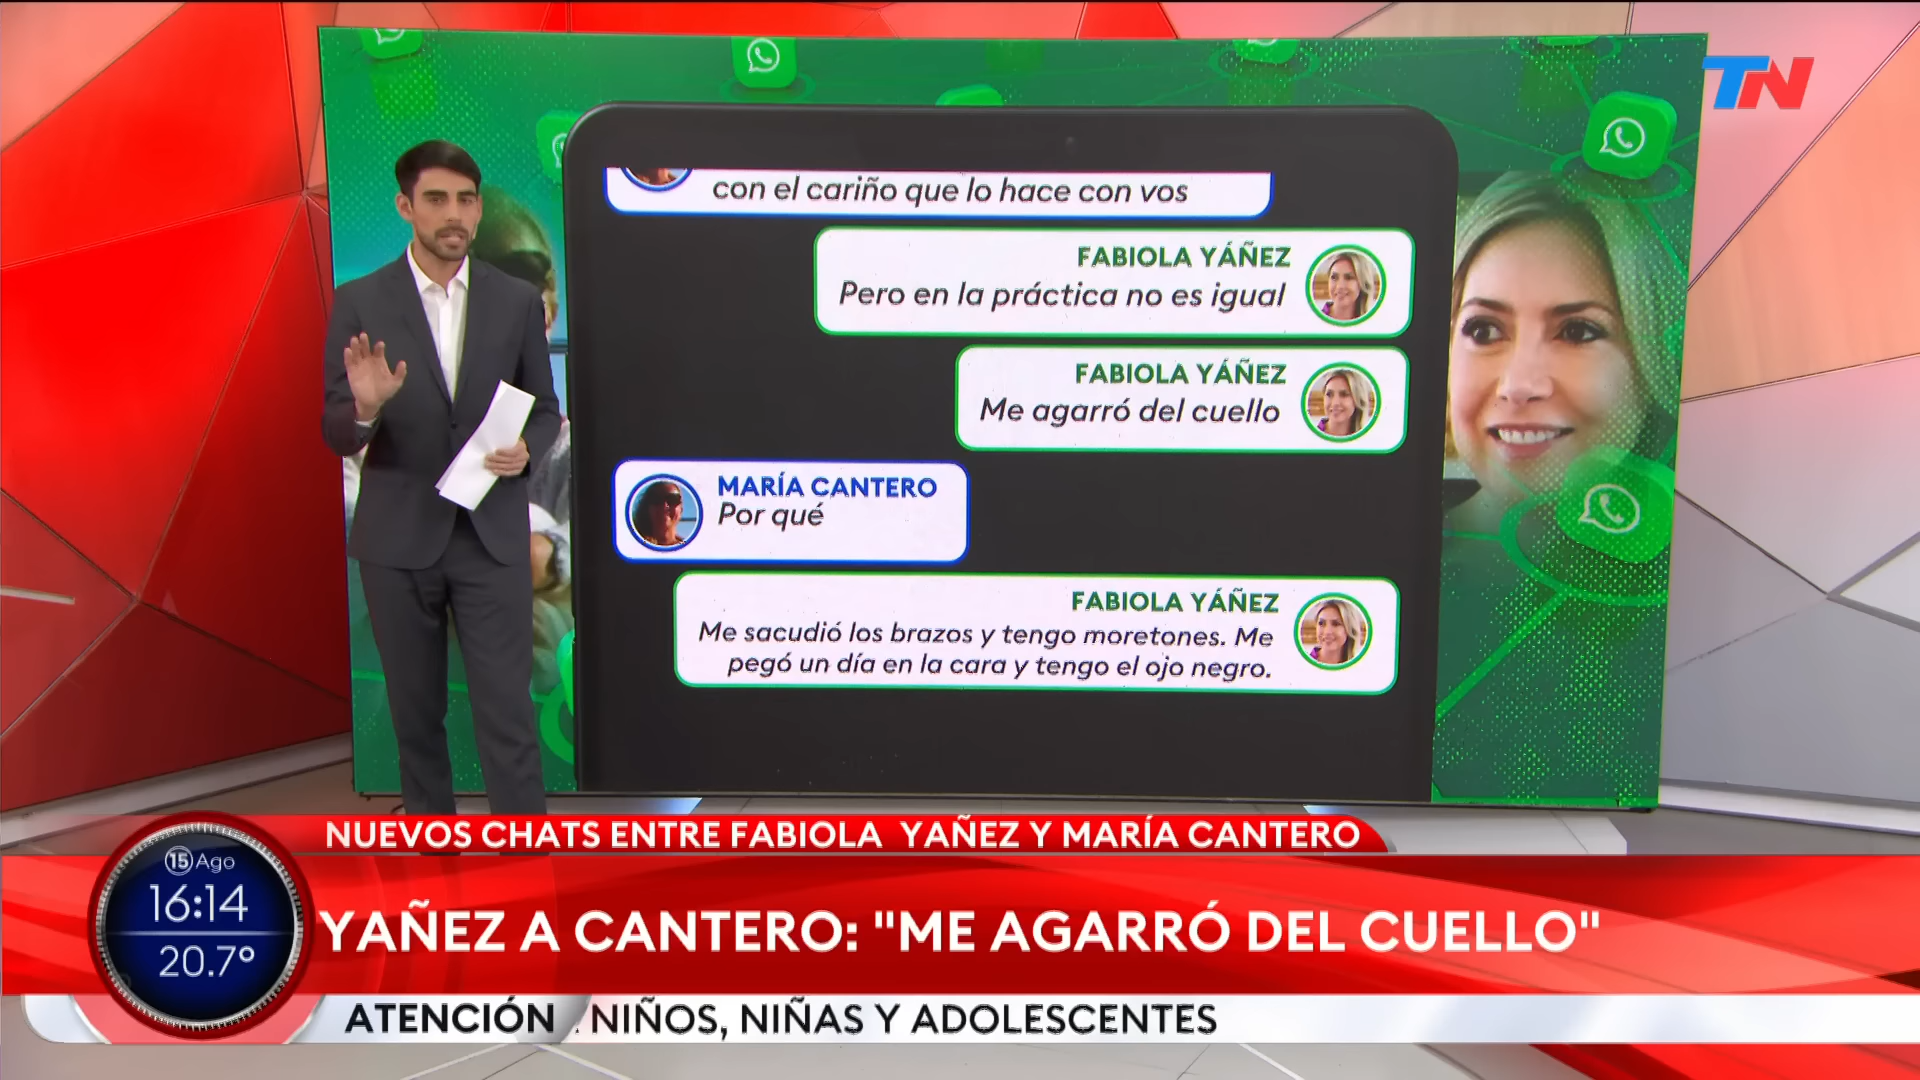 TN
con el cariño que lo hace con vos
FABIOLA YÁÑEZ
Pero en la práctica no es igual
FABIOLA YÁÑEZ
Me agarró del cuello
MARÍA CANTERO
Por qué
FABIOLA YÁÑEZ
Me sacudió los brazos y tengo moretones. Me
pegó un día en la cara y tengo el ojo negro.
NUEVOS CHATS ENTRE FABIOLA YAÑEZ Y MARÍA CANTERO
15 Ago
16:14
20.7°
YAÑEZ A CANTERO: "ME AGARRÓ DEL CUELLO"
ATENCIÓN . NIÑOS, NIÑAS Y ADOLESCENTES